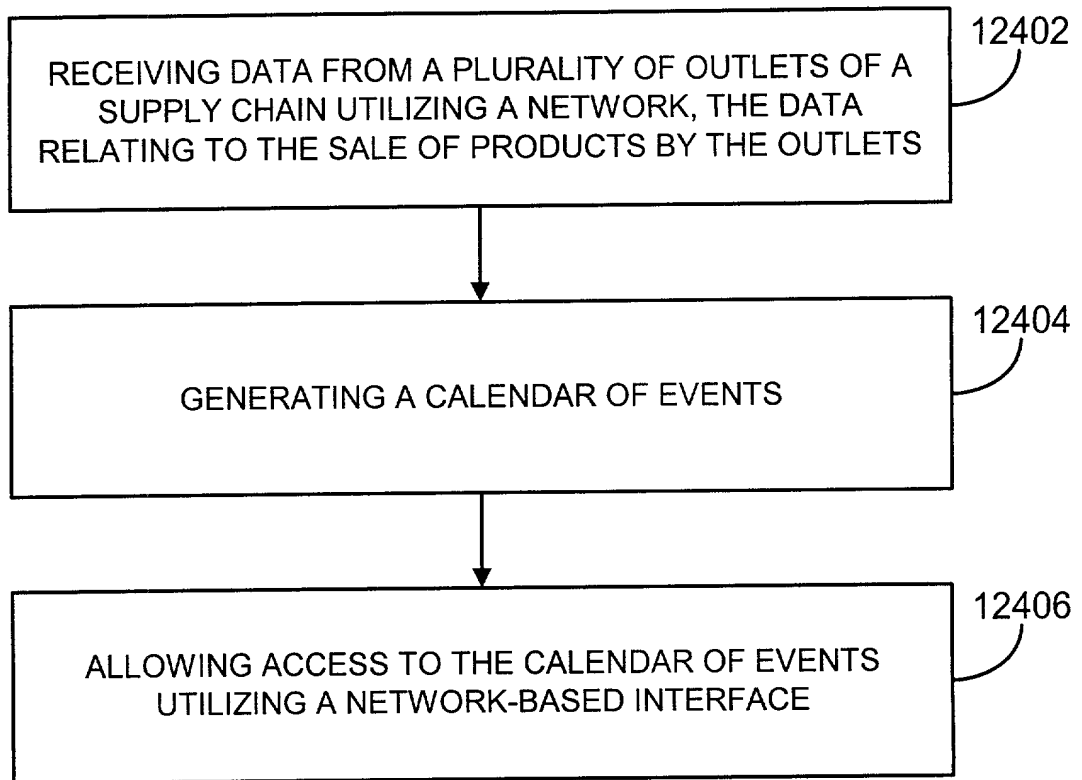 12402
RECEIVING DATA FROM A PLURALITY OF OUTLETS OF A
SUPPLY CHAIN UTILIZING A NETWORK, THE DATA
RELATING TO THE SALE OF PRODUCTS BY THE OUTLETS
12404
GENERATING A CALENDAR OF EVENTS
12406
ALLOWING ACCESS TO THE CALENDAR OF EVENTS
UTILIZING A NETWORK-BASED INTERFACE